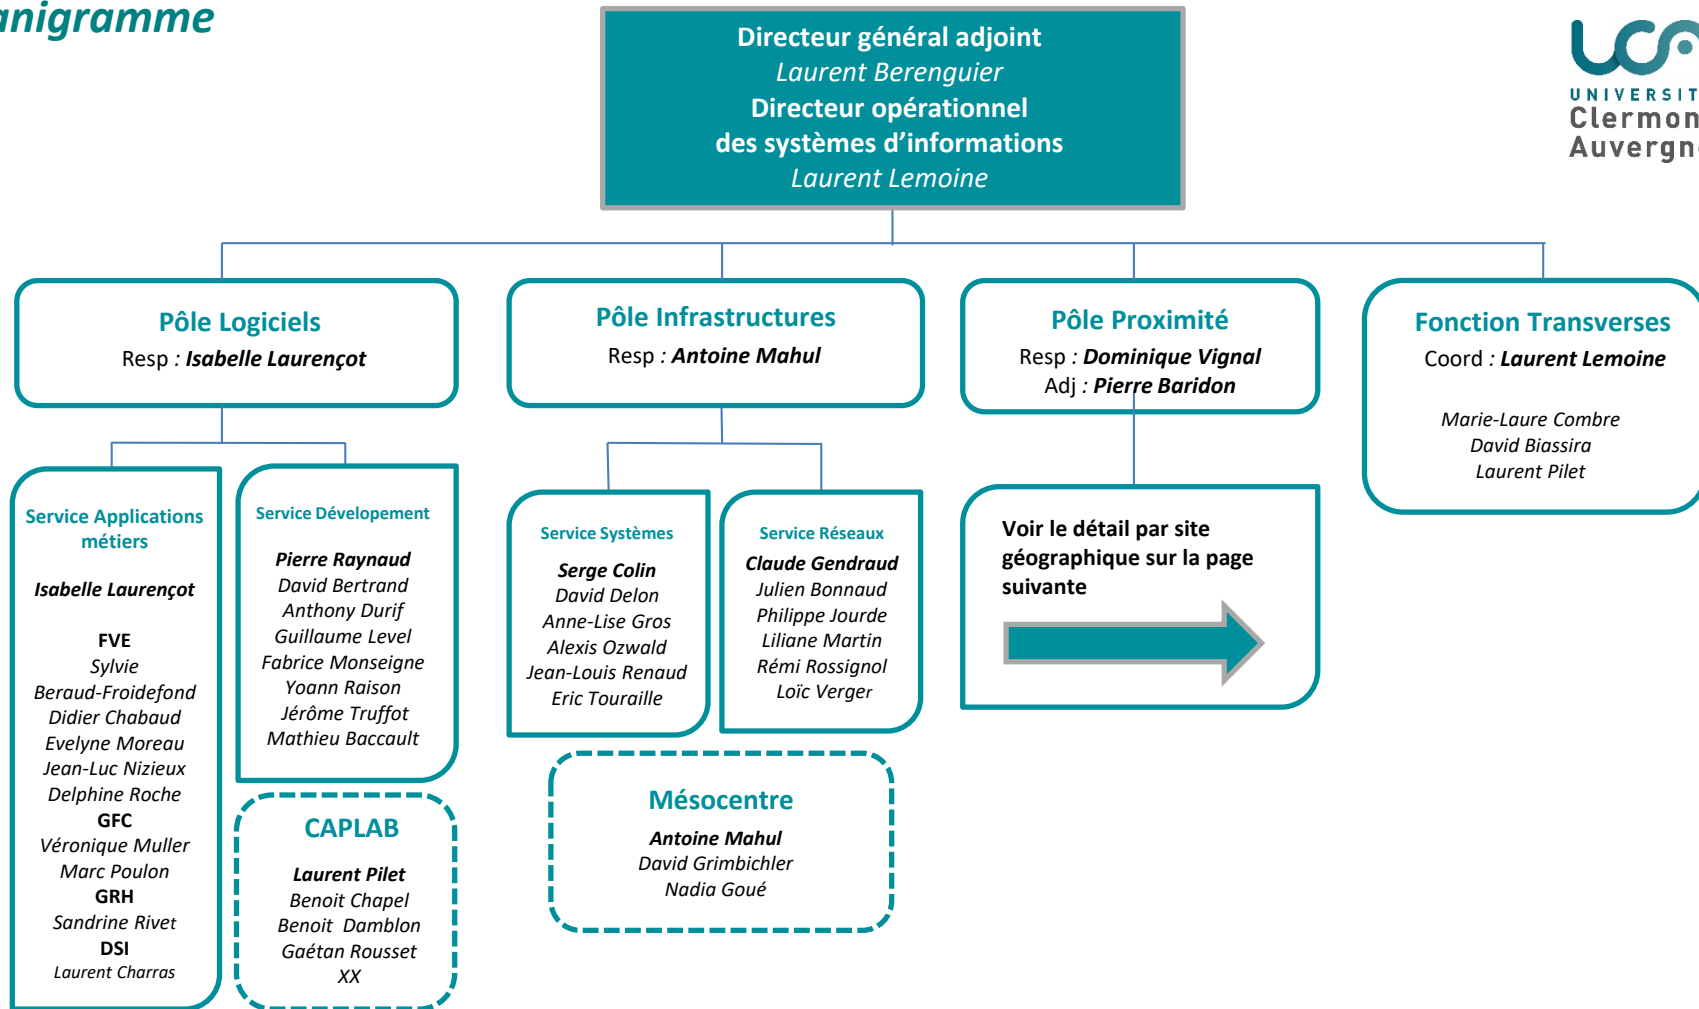 anigramme
Directeur général adjoint
Laurent Berenguier
Directeur opérationnel
des systèmes d'informations
Laurent Lemoine
UNIVERSIT
Clermon
Auvergn
Pôle Logiciels
Resp : Isabelle Laurençot
Pôle Infrastructures
Resp : Antoine Mahul
Pôle Proximité
Resp : Dominique Vignal
Adj : Pierre Baridon
Fonction Transverses
Coord : Laurent Lemoine
Marie-Laure Combre
David Biassira
Laurent Pilet
Service Applications
métiers
Isabelle Laurençot
FVE
Sylvie
Beraud-Froidefond
Didier Chabaud
Evelyne Moreau
Jean-Luc Nizieux
Delphine Roche
GFC
Véronique Muller
Marc Poulon
GRH
Sandrine Rivet
DSI
Laurent Charras
Service Dévelopement
Pierre Raynaud
David Bertrand
Anthony Durif
Guillaume Level
Fabrice Monseigne
Yoann Raison
Jérôme Truffot
Mathieu Baccault
CAPLAB
Laurent Pilet
Benoit Chapel
Benoit Damblon
Gaétan Rousset
XX
Service Systèmes
Serge Colin
David Delon
Anne-Lise Gros
Alexis Ozwald
Jean-Louis Renaud
Eric Touraille
Service Réseaux
Claude Gendraud
Julien Bonnaud
Philippe Jourde
Liliane Martin
Rémi Rossignol
Loïc Verger
Mésocentre
Antoine Mahul
David Grimbichler
Nadia Goué
Voir le détail par site
géographique sur la page
suivante